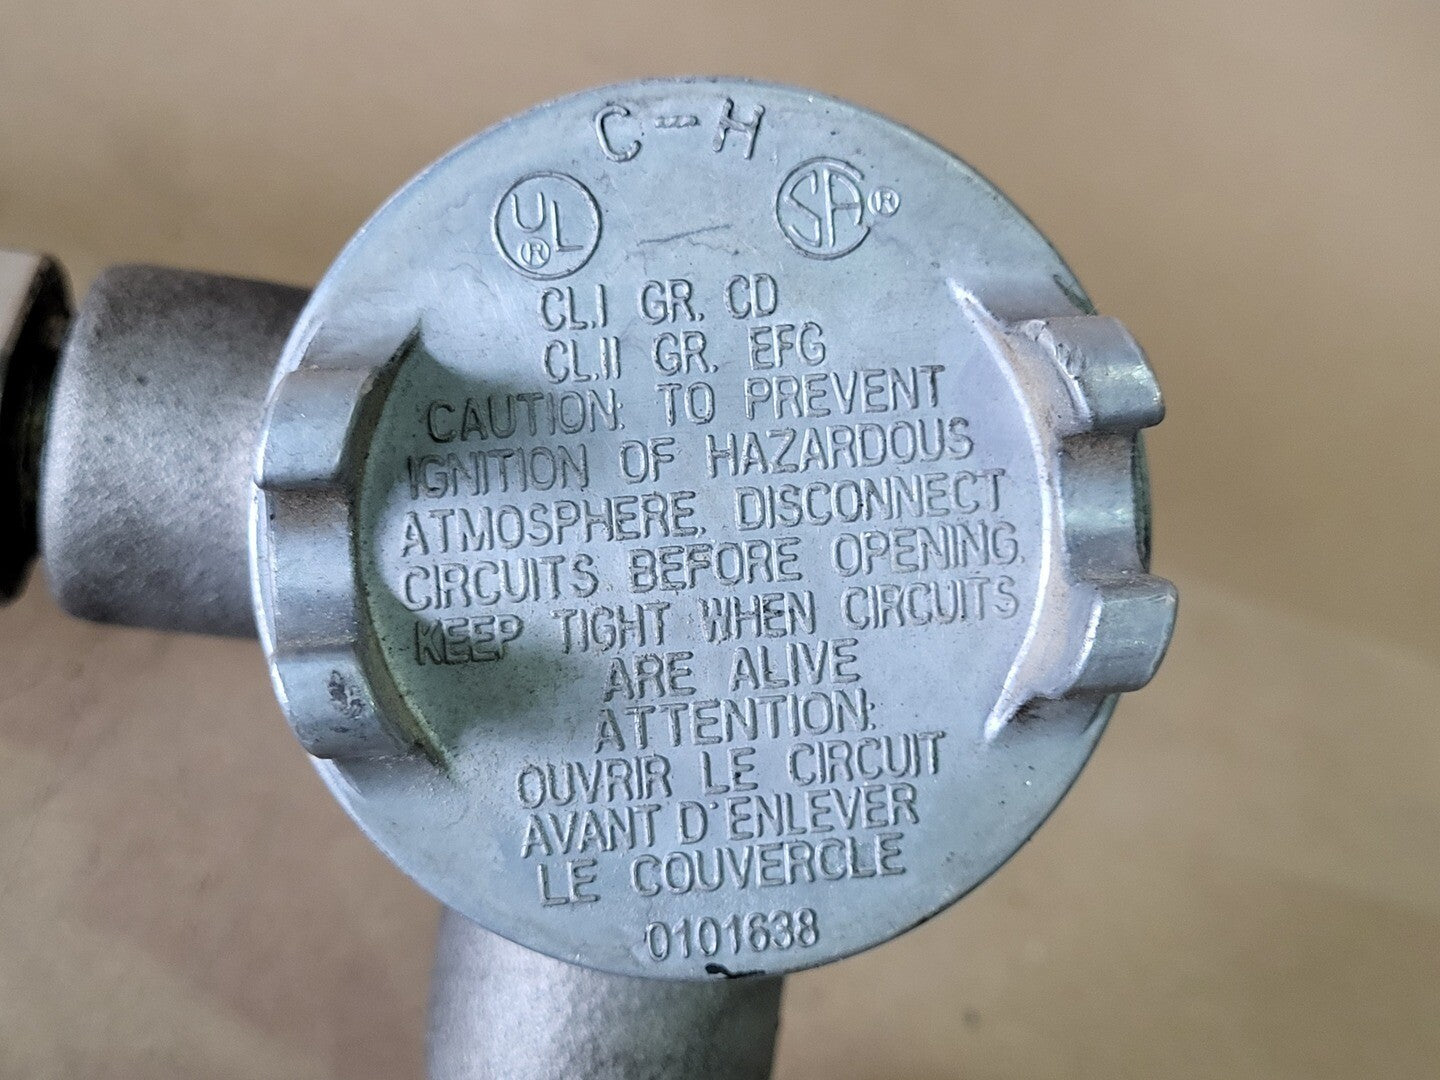 C-H
UL®
SA®
CL.I GR. CD
CL.II GR. EFG
CAUTION: TO PREVENT
IGNITION OF HAZARDOUS
ATMOSPHERE. DISCONNECT
CIRCUITS BEFORE OPENING.
KEEP TIGHT WHEN CIRCUITS
ARE ALIVE
ATTENTION:
OUVRIR LE CIRCUIT
AVANT D'ENLEVER
LE COUVERCLE
0101638